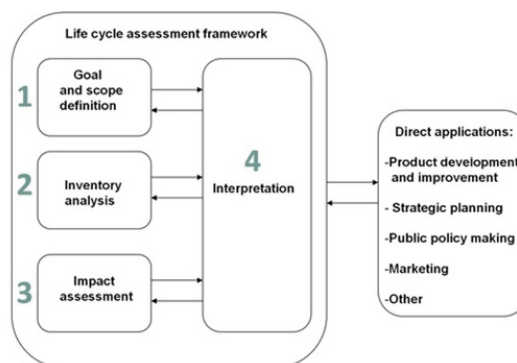 Life cycle assessment framework
1
Goal
and scope
definition
2
Inventory
analysis
3
Impact
assessment
4
Interpretation
Direct applications:
-Product development
and improvement
- Strategic planning
-Public policy making
-Marketing
-Other